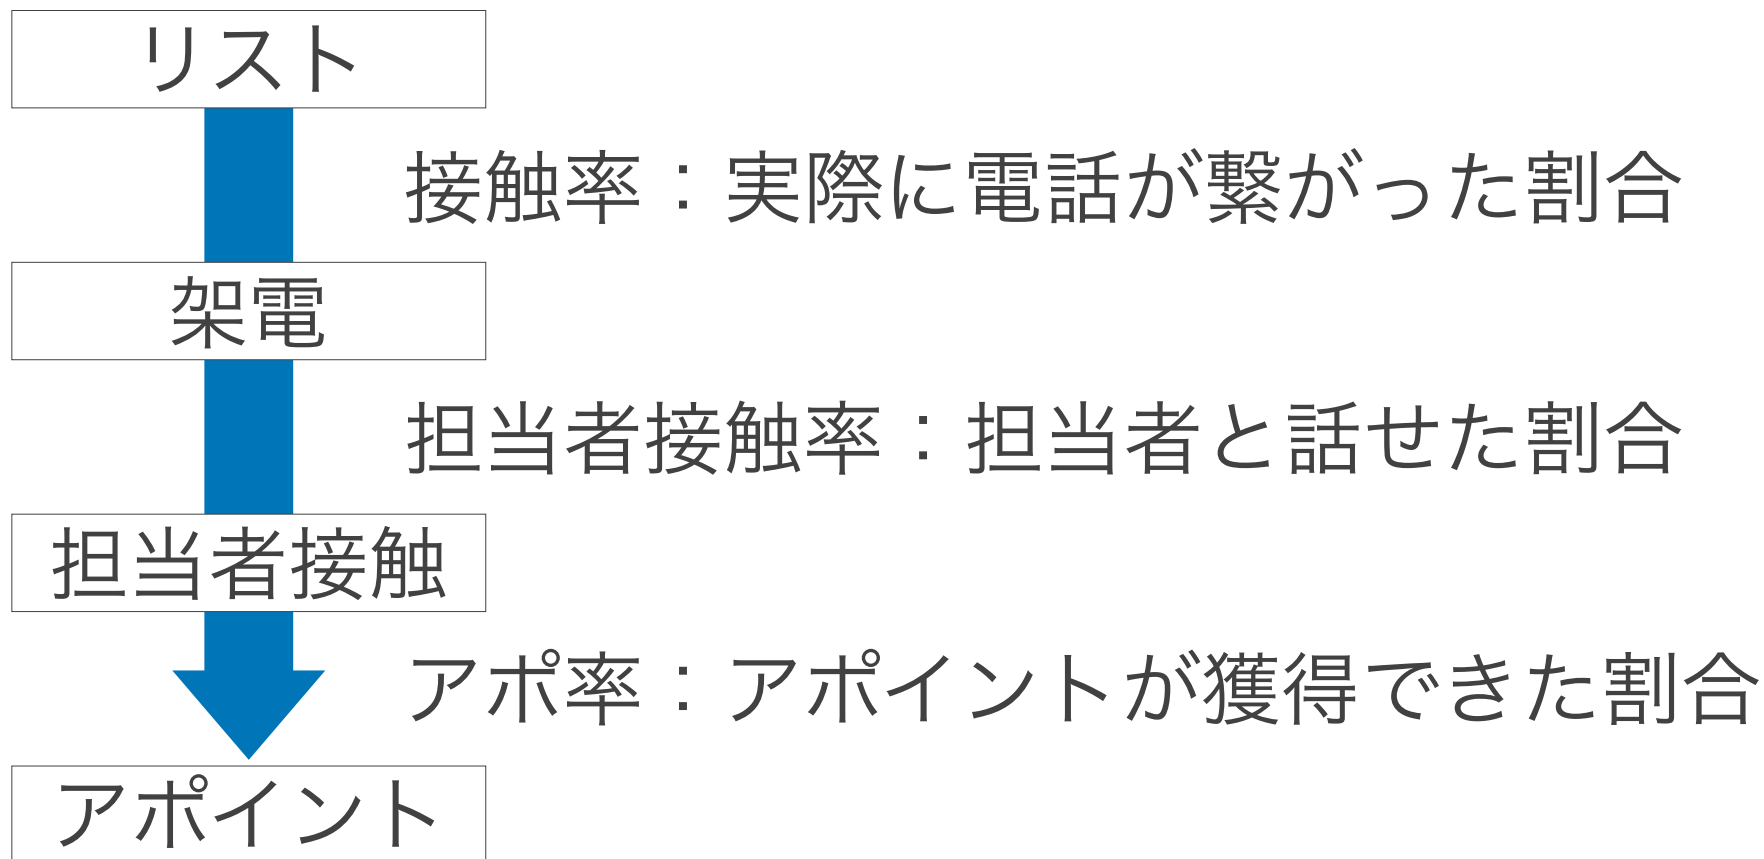 リスト
接触率：実際に電話が繋がった割合
架電
担当者接触率：担当者と話せた割合
担当者接触
アポ率：アポイントが獲得できた割合
アポイント